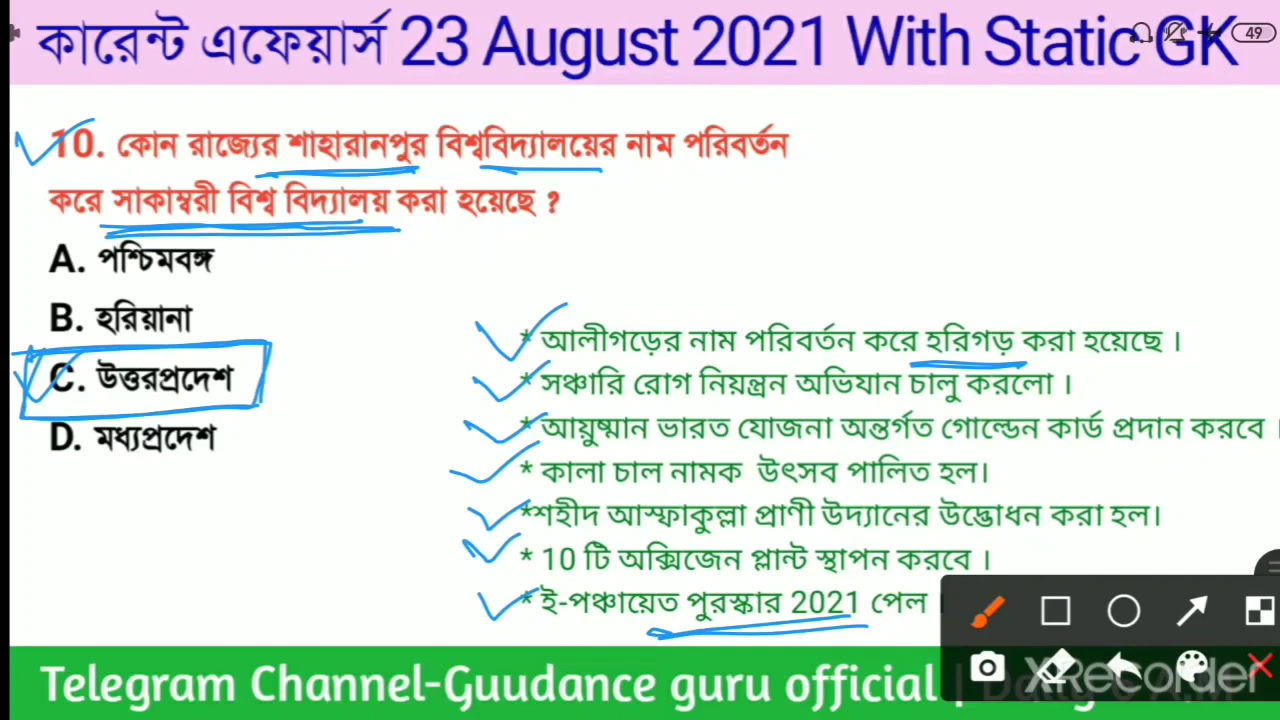 কারেন্ট এফেয়ার্স 23 August 2021 With Static GK
49
10. কোন রাজ্যের শাহারানপুর বিশ্ববিদ্যালয়ের নাম পরিবর্তন
করে সাকাম্বরী বিশ্ব বিদ্যালয় করা হয়েছে ?
A. পশ্চিমবঙ্গ
B. হরিয়ানা
C. উত্তরপ্রদেশ
D. মধ্যপ্রদেশ
* আলীগড়ের নাম পরিবর্তন করে হরিগড় করা হয়েছে ।
* সঞ্চারি রোগ নিয়ন্ত্রন অভিযান চালু করলো ।
* আয়ুষ্মান ভারত যোজনা অন্তর্গত গোল্ডেন কার্ড প্রদান করবে ।
* কালা চাল নামক উৎসব পালিত হল।
*শহীদ আস্ফাকুল্লা প্রাণী উদ্যানের উদ্ভোধন করা হল।
* 10 টি অক্সিজেন প্লান্ট স্থাপন করবে ।
* ই-পঞ্চায়েত পুরস্কার 2021 পেল ।
Telegram Channel-Guudance guru official |
XRecorder